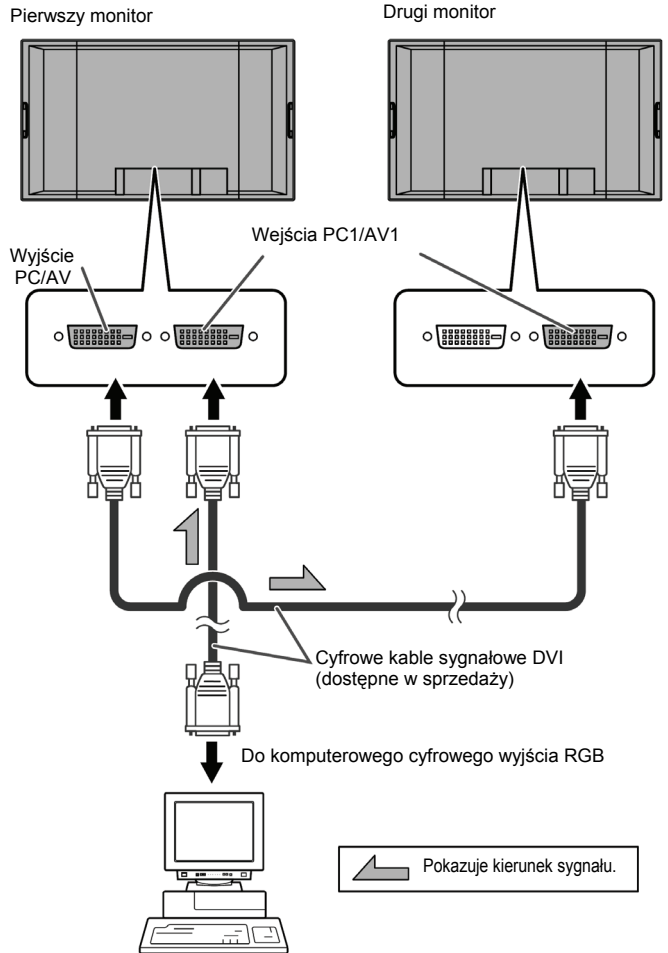 Pierwszy monitor
Drugi monitor
Wyjście
PC/AV
Wejścia PC1/AV1
Cyfrowe kable sygnałowe DVI
(dostępne w sprzedaży)
Do komputerowego cyfrowego wyjścia RGB
Pokazuje kierunek sygnału.